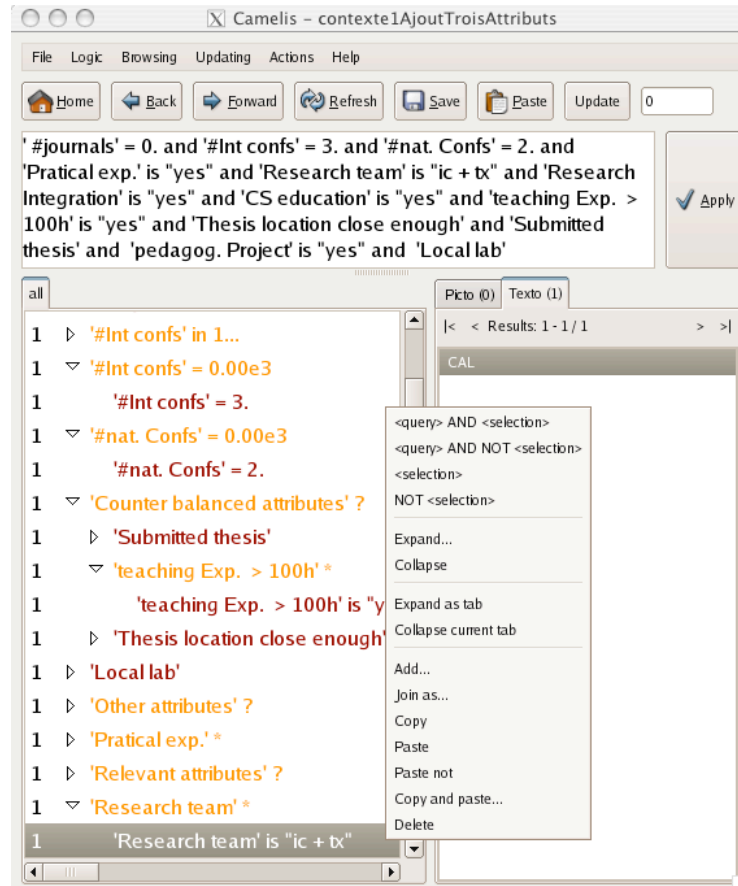 Camelis - contexte1AjoutTroisAttributs
File Logic Browsing Updating Actions Help
Home Back Forward Refresh Save Paste Update 0
' #journals' = 0. and '#Int confs' = 3. and '#nat. Confs' = 2. and
'Pratical exp.' is "yes" and 'Research team' is "ic + tx" and 'Research
Integration' is "yes" and 'CS education' is "yes" and 'teaching Exp. >
100h' is "yes" and 'Thesis location close enough' and 'Submitted
thesis' and 'pedagog. Project' is "yes" and 'Local lab'
Apply
all
1 '#Int confs' in 1...
1 '#Int confs' = 0.00e3
1 '#Int confs' = 3.
1 '#nat. Confs' = 0.00e3
1 '#nat. Confs' = 2.
1 'Counter balanced attributes' ?
1 'Submitted thesis'
1 'teaching Exp. > 100h' *
1 'teaching Exp. > 100h' is "y
1 'Thesis location close enough'
1 'Local lab'
1 'Other attributes' ?
1 'Pratical exp.' *
1 'Relevant attributes' ?
1 'Research team' *
1 'Research team' is "ic + tx"
Picto (0) Texto (1)
|< < Results: 1 - 1 / 1 > >|
CAL
<query> AND <selection>
<query> AND NOT <selection>
<selection>
NOT <selection>
Expand...
Collapse
Expand as tab
Collapse current tab
Add...
Join as...
Copy
Paste
Paste not
Copy and paste...
Delete